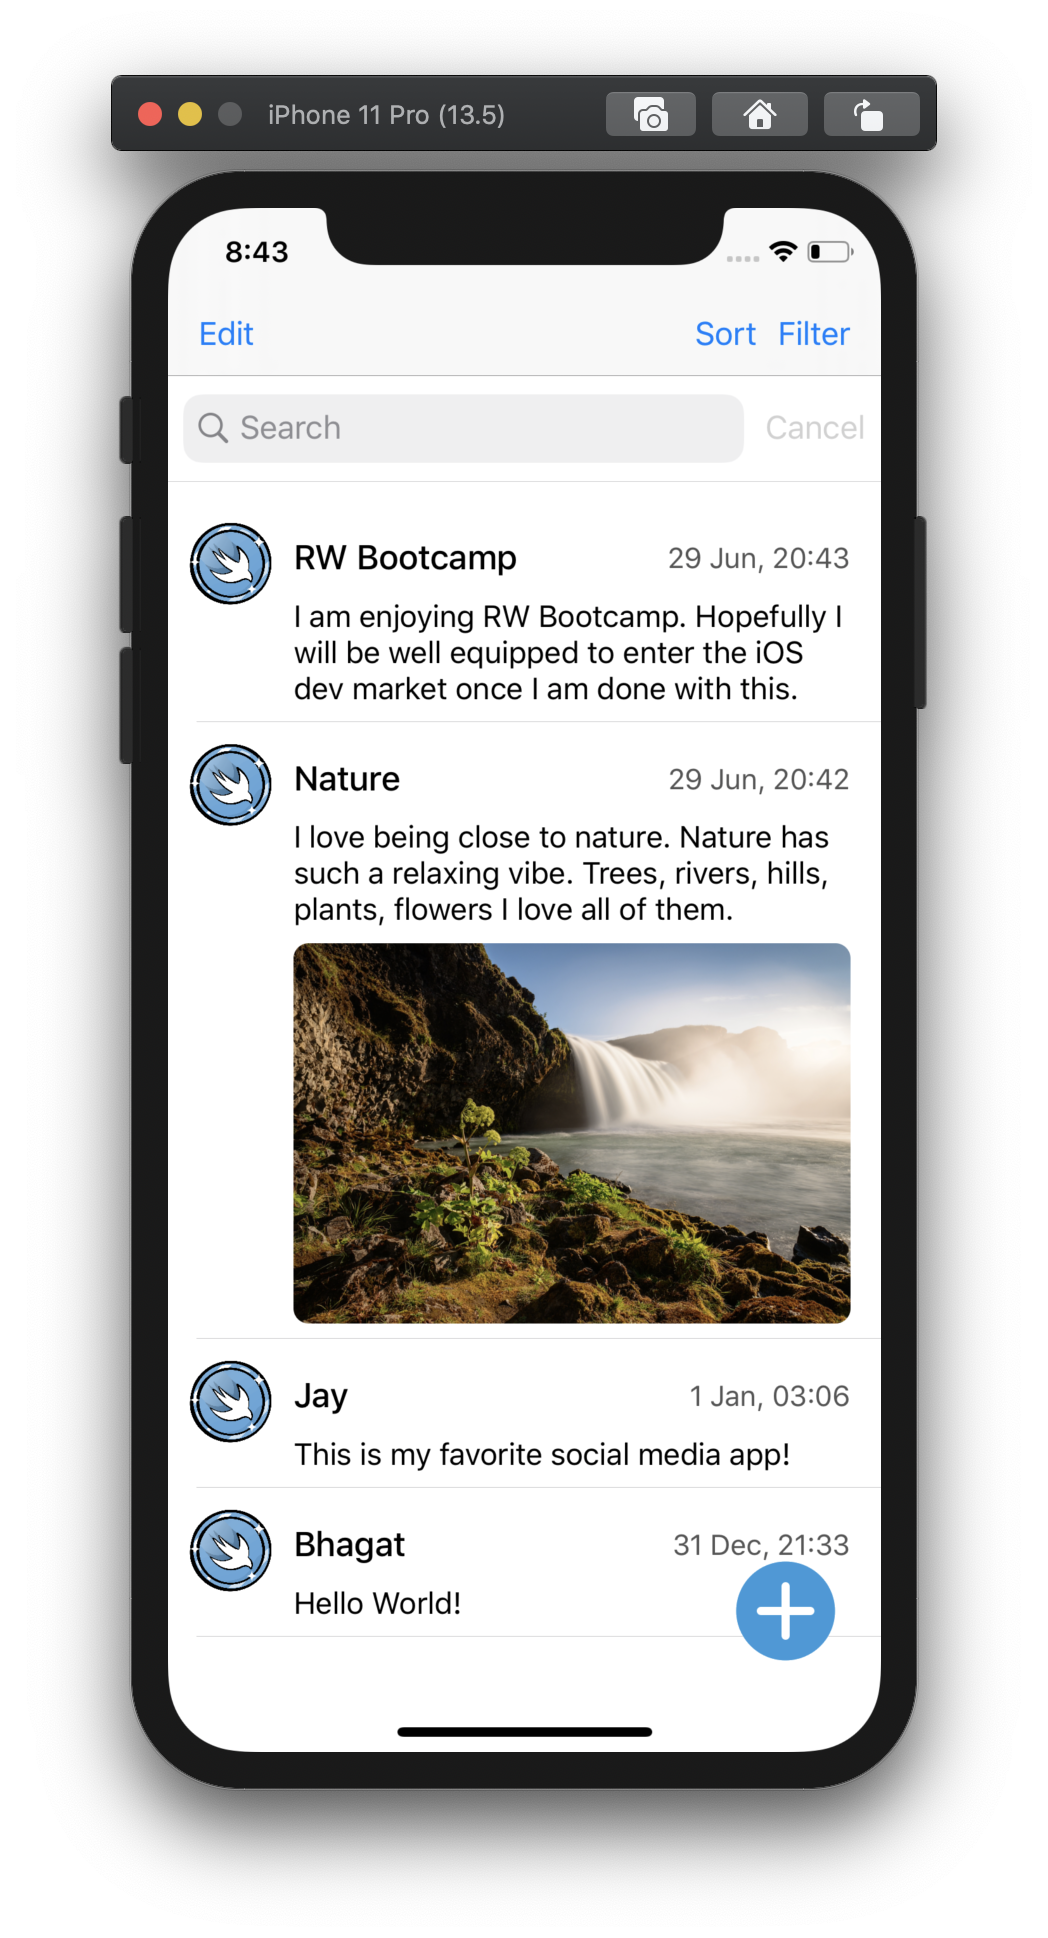 iPhone 11 Pro (13.5)
8:43
Edit
Sort Filter
Search
Cancel
RW Bootcamp
29 Jun, 20:43
I am enjoying RW Bootcamp. Hopefully I
will be well equipped to enter the iOS
dev market once I am done with this.
Nature
29 Jun, 20:42
I love being close to nature. Nature has
such a relaxing vibe. Trees, rivers, hills,
plants, flowers I love all of them.
Jay
1 Jan, 03:06
This is my favorite social media app!
Bhagat
31 Dec, 21:33
Hello World!